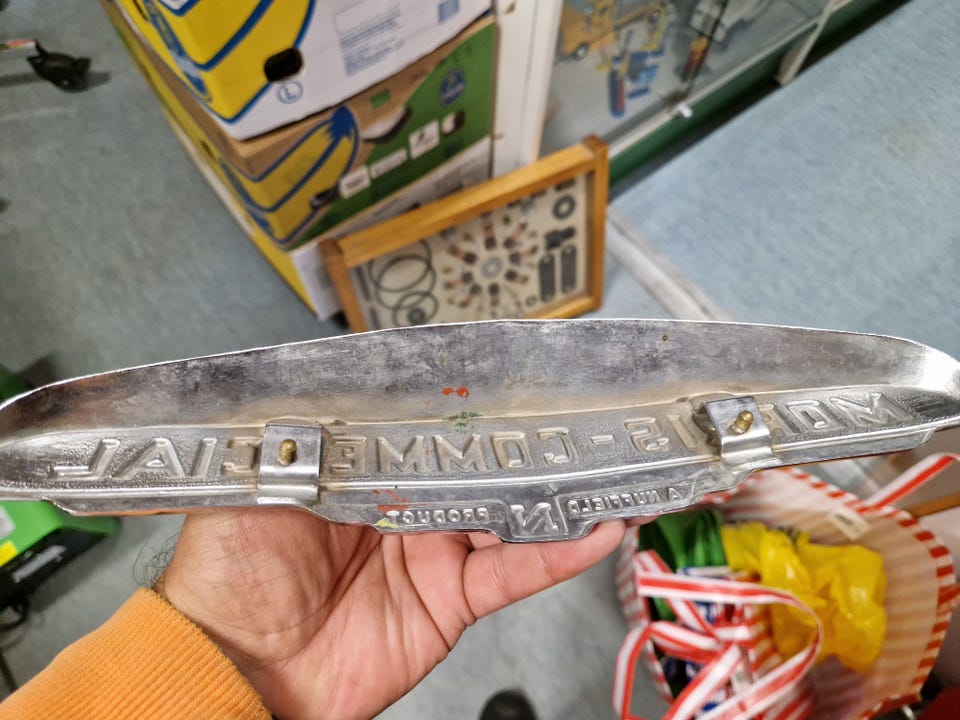 MORRIS-COMMERCIAL
A NUFFIELD N PRODUCT